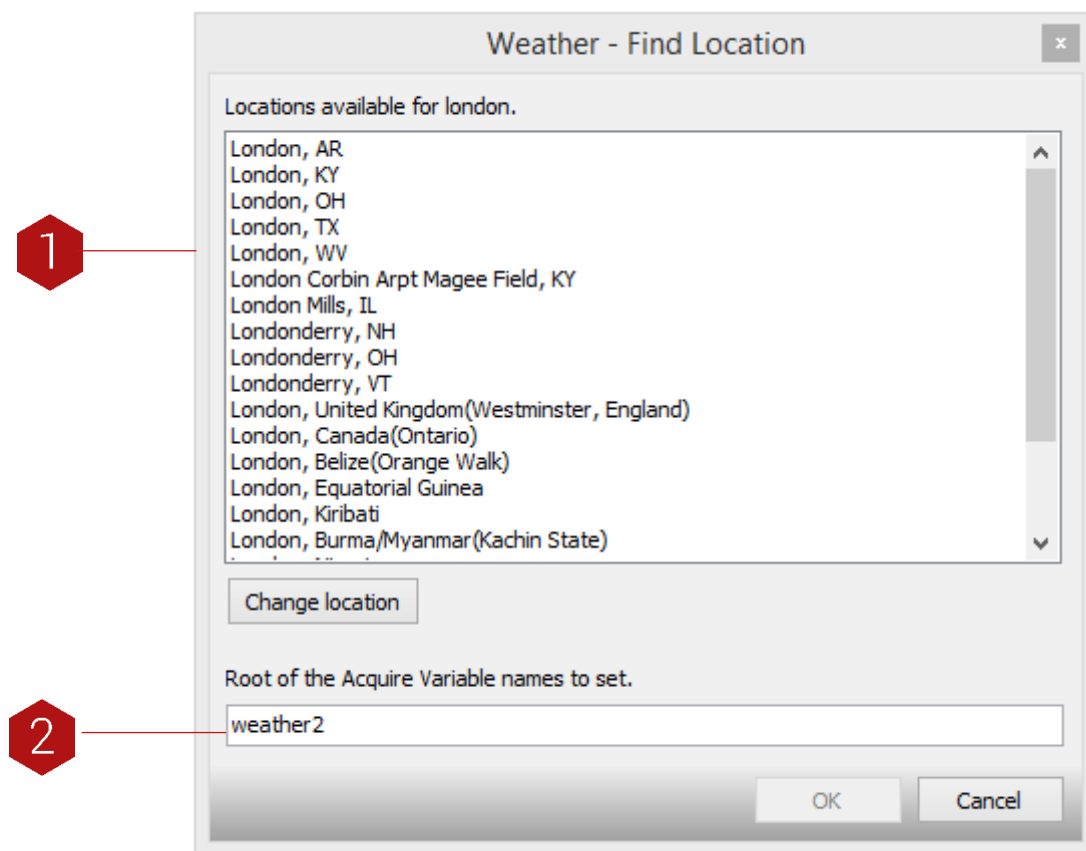 Weather - Find Location
x
Locations available for london.
London, AR
London, KY
London, OH
London, TX
1
London, WV
London Corbin Arpt Magee Field, KY
London Mills, IL
Londonderry, NH
Londonderry, OH
Londonderry, VT
London, United Kingdom(Westminster, England)
London, Canada(Ontario)
London, Belize(Orange Walk)
London, Equatorial Guinea
London, Kiribati
London, Burma/Myanmar(Kachin State)
Change location
Root of the Acquire Variable names to set.
2
weather2
OK
Cancel